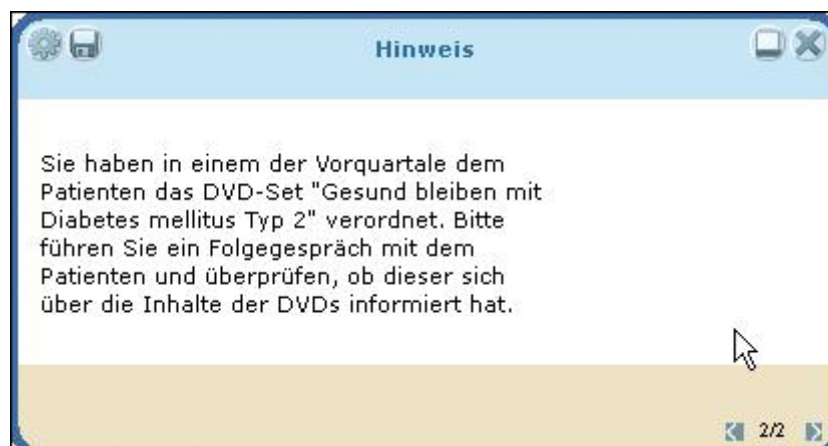 Hinweis
Sie haben in einem der Vorquartale dem
Patienten das DVD-Set "Gesund bleiben mit
Diabetes mellitus Typ 2" verordnet. Bitte
führen Sie ein Folgegespräch mit dem
Patienten und überprüfen, ob dieser sich
über die Inhalte der DVDs informiert hat.
2/2